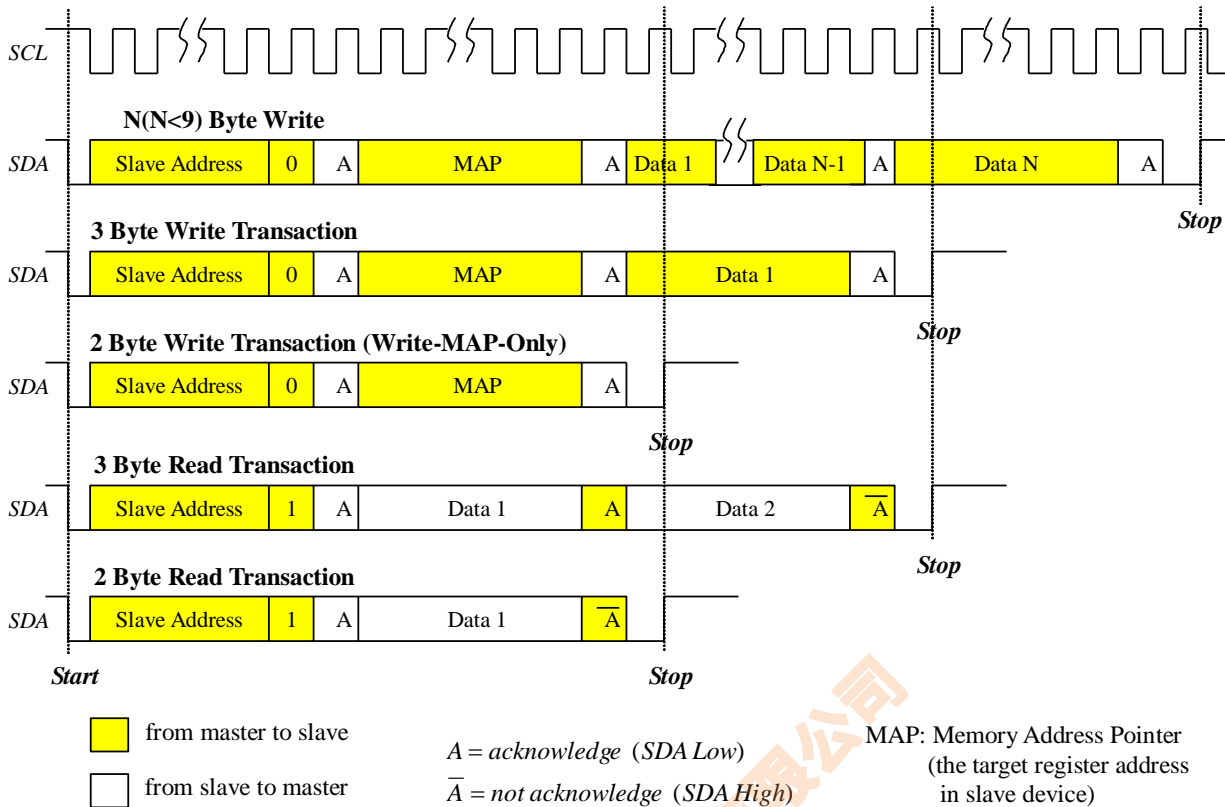 SCL
N(N<9) Byte Write
SDA Slave Address 0 A MAP A Data 1 Data N-1 A Data N A
Stop
3 Byte Write Transaction
SDA Slave Address 0 A MAP A Data 1 A
Stop
2 Byte Write Transaction (Write-MAP-Only)
SDA Slave Address 0 A MAP A
Stop
3 Byte Read Transaction
SDA Slave Address 1 A Data 1 A Data 2 A̅
Stop
2 Byte Read Transaction
SDA Slave Address 1 A Data 1 A̅
Start Stop
from master to slave
from slave to master
A = acknowledge (SDA Low)
A̅ = not acknowledge (SDA High)
MAP: Memory Address Pointer
(the target register address
in slave device)
限公司